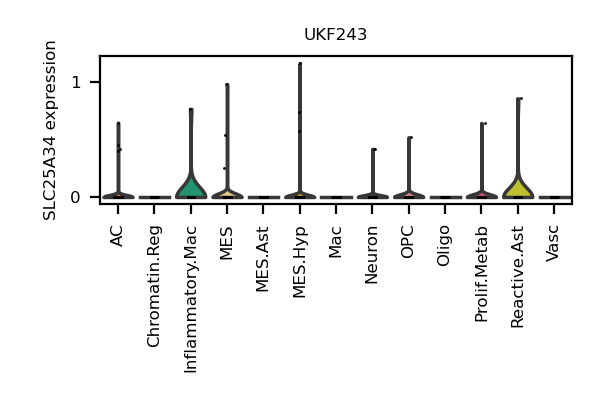 UKF243
SLC25A34 expression
1
0
AC
Chromatin.Reg
Inflammatory.Mac
MES
MES.Ast
MES.Hyp
Mac
Neuron
OPC
Oligo
Prolif.Metab
Reactive.Ast
Vasc